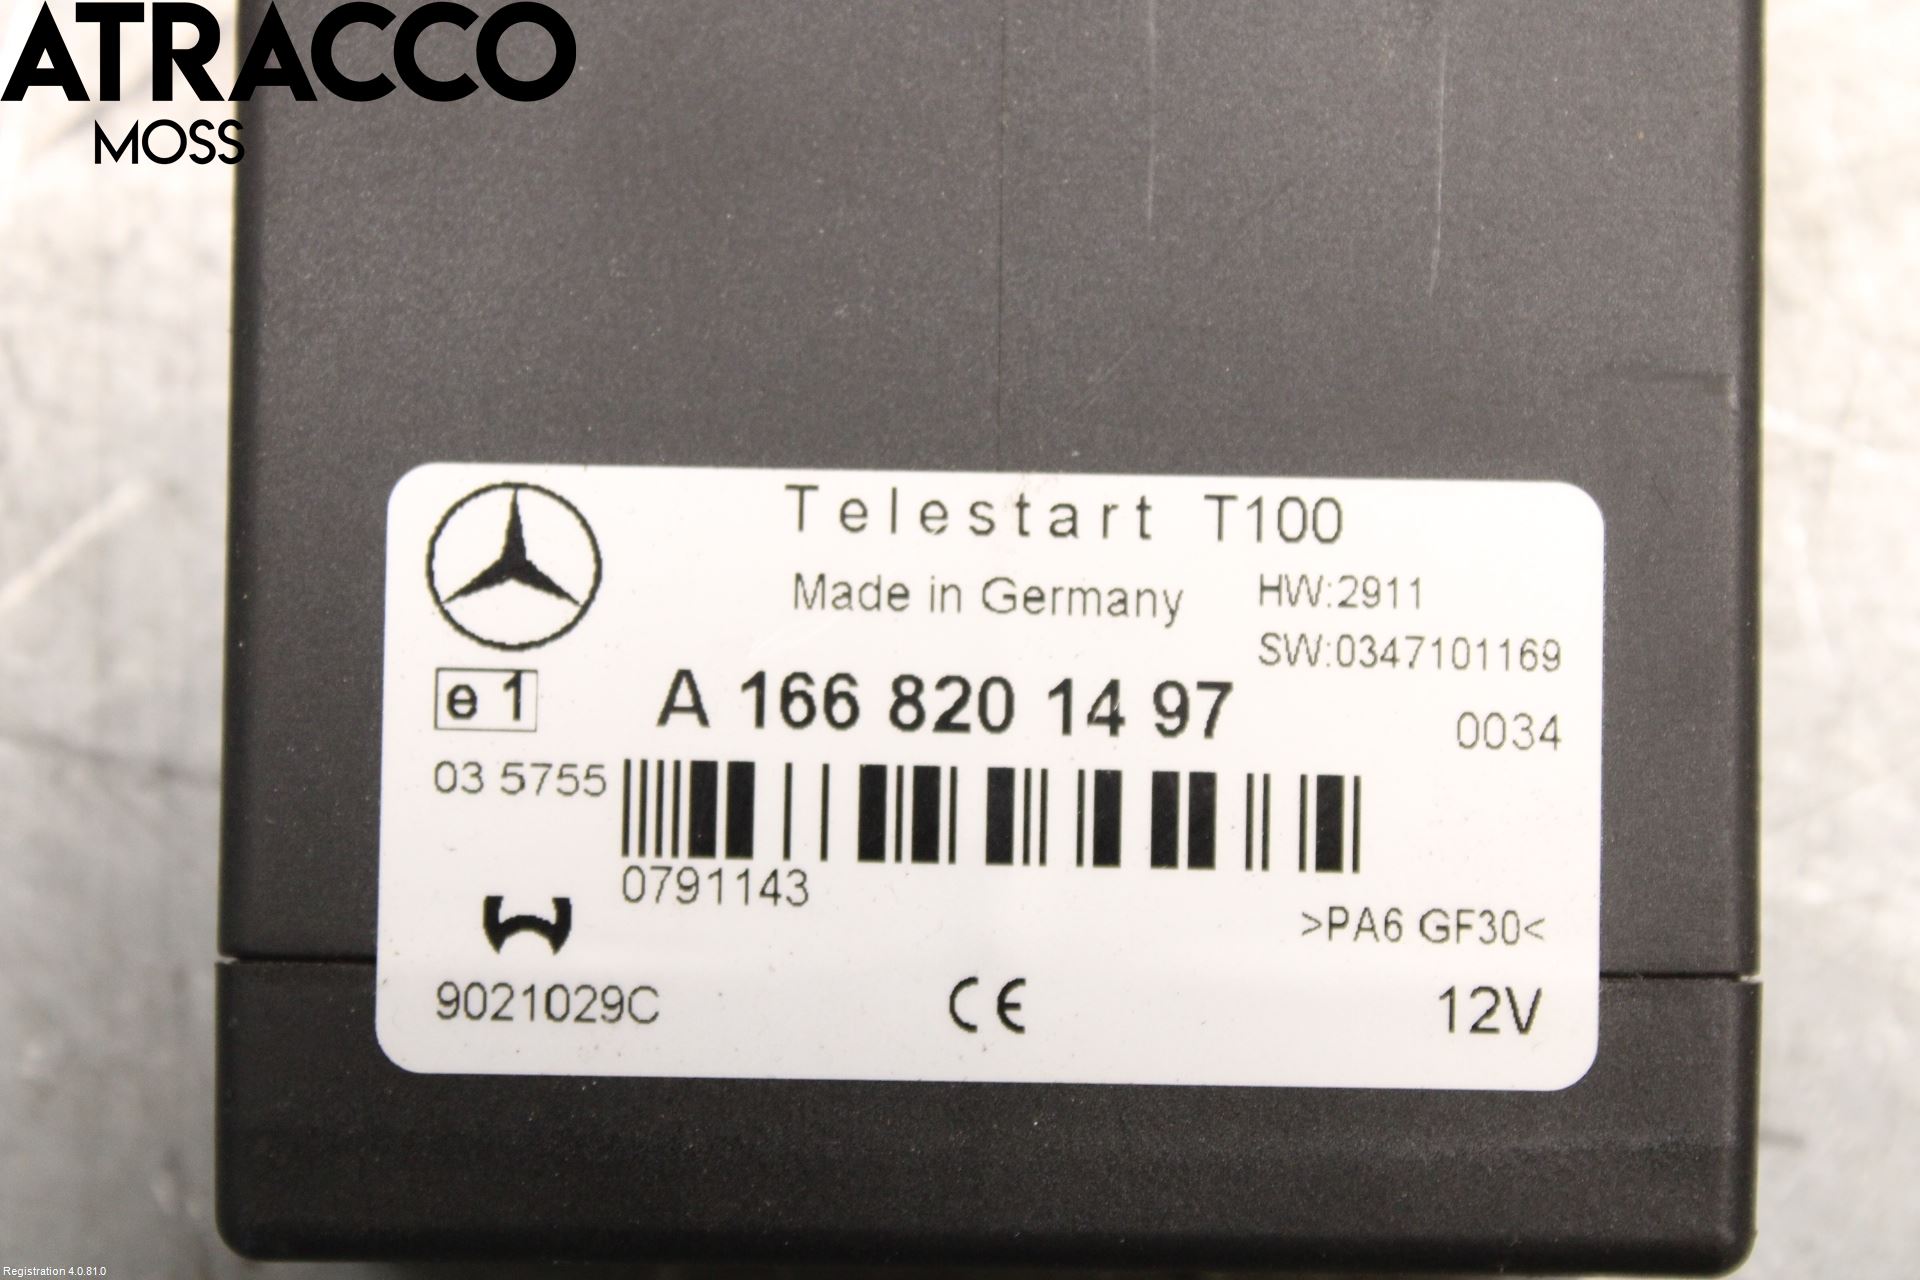 ATRACCO
MOSS
Telestart T100
Made in Germany
HW:2911
SW:0347101169
e1
A 166 820 14 97
0034
03 5755
0791143
>PA6 GF30<
9021029C
CE
12V
Registration 4.0.81.0